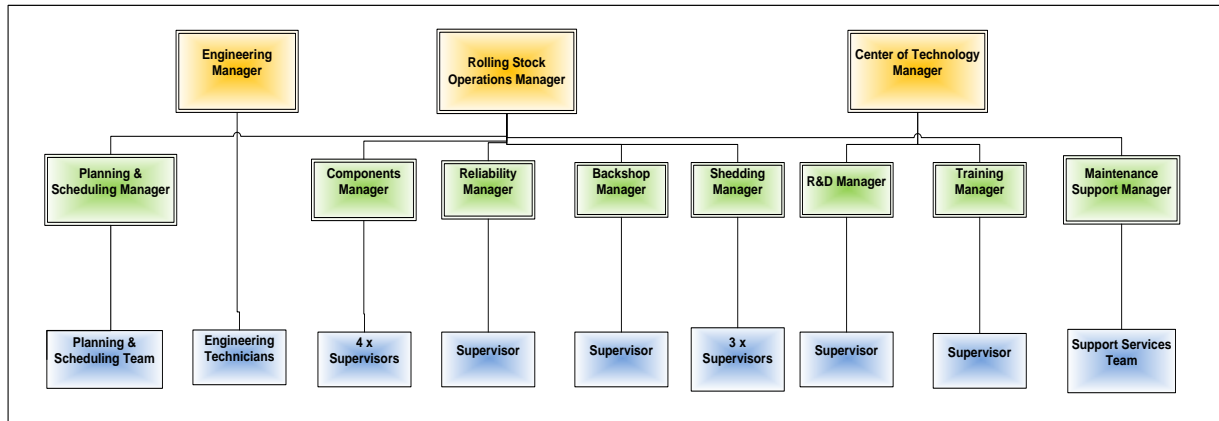 Engineering
Manager
Rolling Stock
Operations Manager
Center of Technology
Manager
Planning &
Scheduling Manager
Components
Manager
Reliability
Manager
Backshop
Manager
Shedding
Manager
R&D Manager
Training
Manager
Maintenance
Support Manager
Planning &
Scheduling Team
Engineering
Technicians
4 x
Supervisors
Supervisor
Supervisor
3 x
Supervisors
Supervisor
Supervisor
Support Services
Team